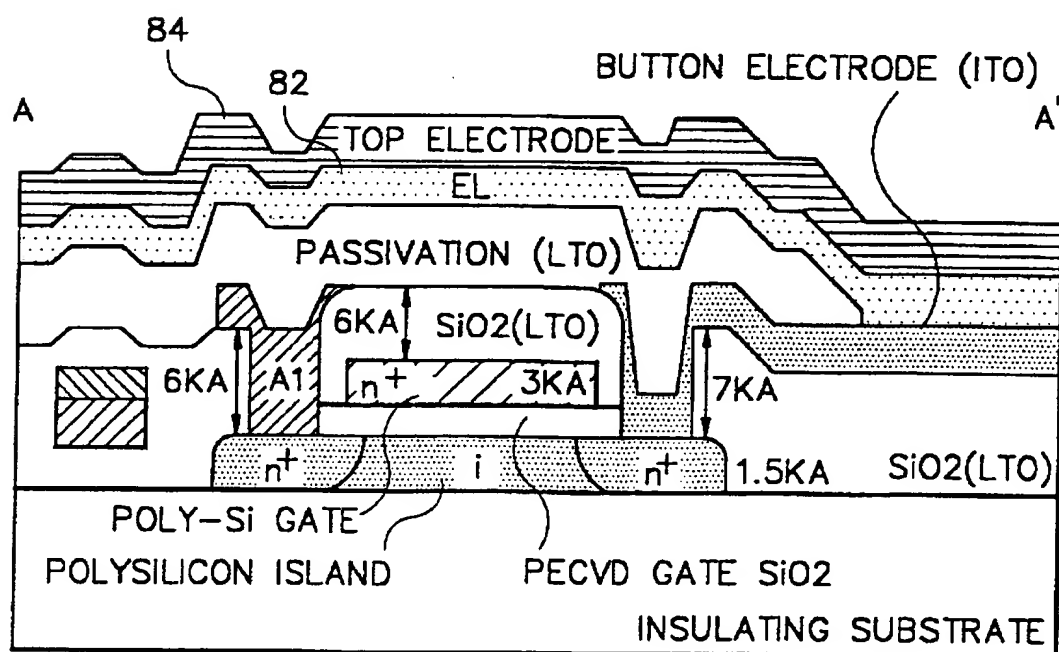 84
BUTTON ELECTRODE (ITO)
A
82
A'
TOP ELECTRODE
EL
PASSIVATION (LTO)
6KA
SiO2(LTO)
6KA
A1
n+
3KA
7KA
n+
i
n+
1.5KA
SiO2(LTO)
POLY-Si GATE
POLYSILICON ISLAND
PECVD GATE SiO2
INSULATING SUBSTRATE